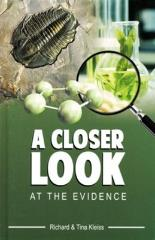 A CLOSER
LOOK
AT THE EVIDENCE
Richard & Tina Kleiss